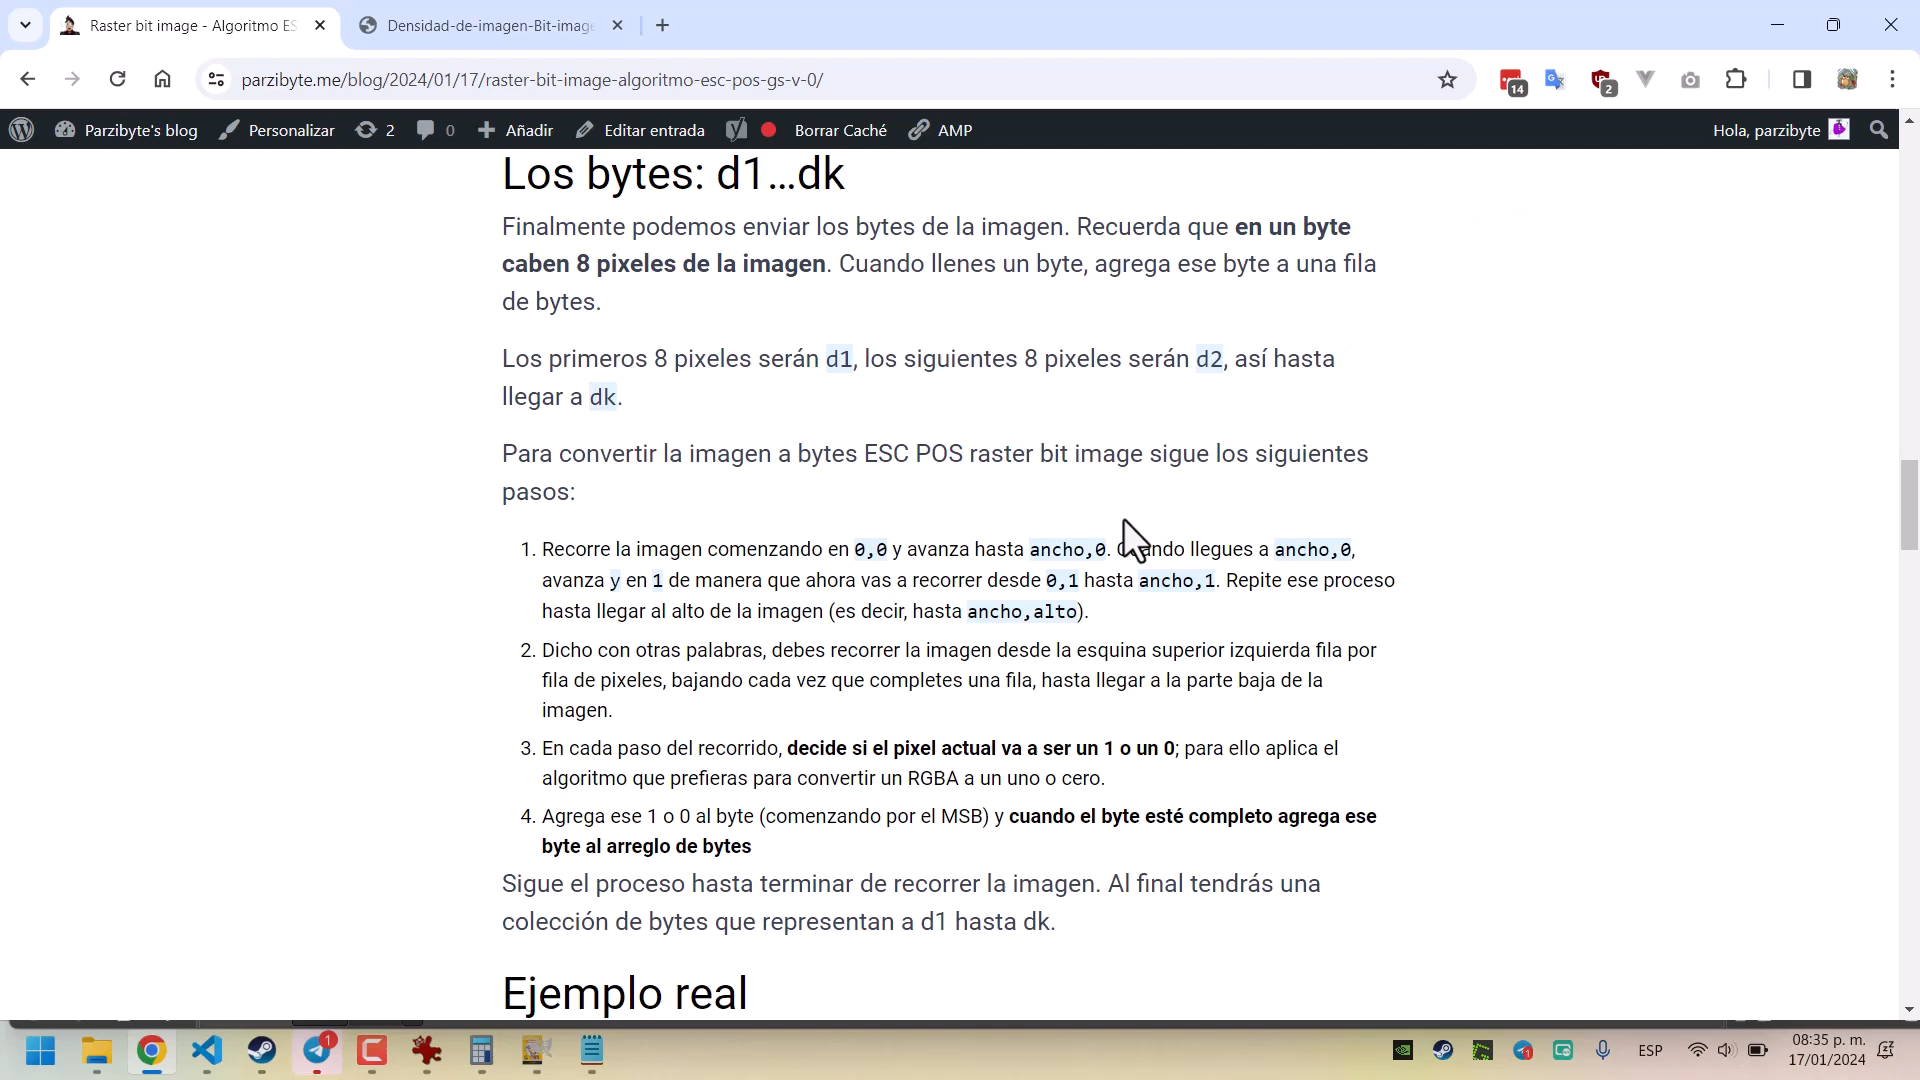 Raster bit image - Algoritmo ES
Densidad-de-imagen-Bit-image
parzibyte.me/blog/2024/01/17/raster-bit-image-algoritmo-esc-pos-gs-v-0/
14
2
Parzibyte's blog
Personalizar
2
0
Añadir
Editar entrada
Borrar Caché
AMP
Hola, parzibyte
Los bytes: d1…dk
Finalmente podemos enviar los bytes de la imagen. Recuerda que en un byte
caben 8 pixeles de la imagen. Cuando llenes un byte, agrega ese byte a una fila
de bytes.
Los primeros 8 pixeles serán d1, los siguientes 8 pixeles serán d2, así hasta
llegar a dk.
Para convertir la imagen a bytes ESC POS raster bit image sigue los siguientes
pasos:
1. Recorre la imagen comenzando en 0,0 y avanza hasta ancho,0. Cuando llegues a ancho,0,
avanza y en 1 de manera que ahora vas a recorrer desde 0,1 hasta ancho,1. Repite ese proceso
hasta llegar al alto de la imagen (es decir, hasta ancho,alto).
2. Dicho con otras palabras, debes recorrer la imagen desde la esquina superior izquierda fila por
fila de pixeles, bajando cada vez que completes una fila, hasta llegar a la parte baja de la
imagen.
3. En cada paso del recorrido, decide si el pixel actual va a ser un 1 o un 0; para ello aplica el
algoritmo que prefieras para convertir un RGBA a un uno o cero.
4. Agrega ese 1 o 0 al byte (comenzando por el MSB) y cuando el byte esté completo agrega ese
byte al arreglo de bytes
Sigue el proceso hasta terminar de recorrer la imagen. Al final tendrás una
colección de bytes que representan a d1 hasta dk.
Ejemplo real
1
ESP
08:35 p. m.
17/01/2024